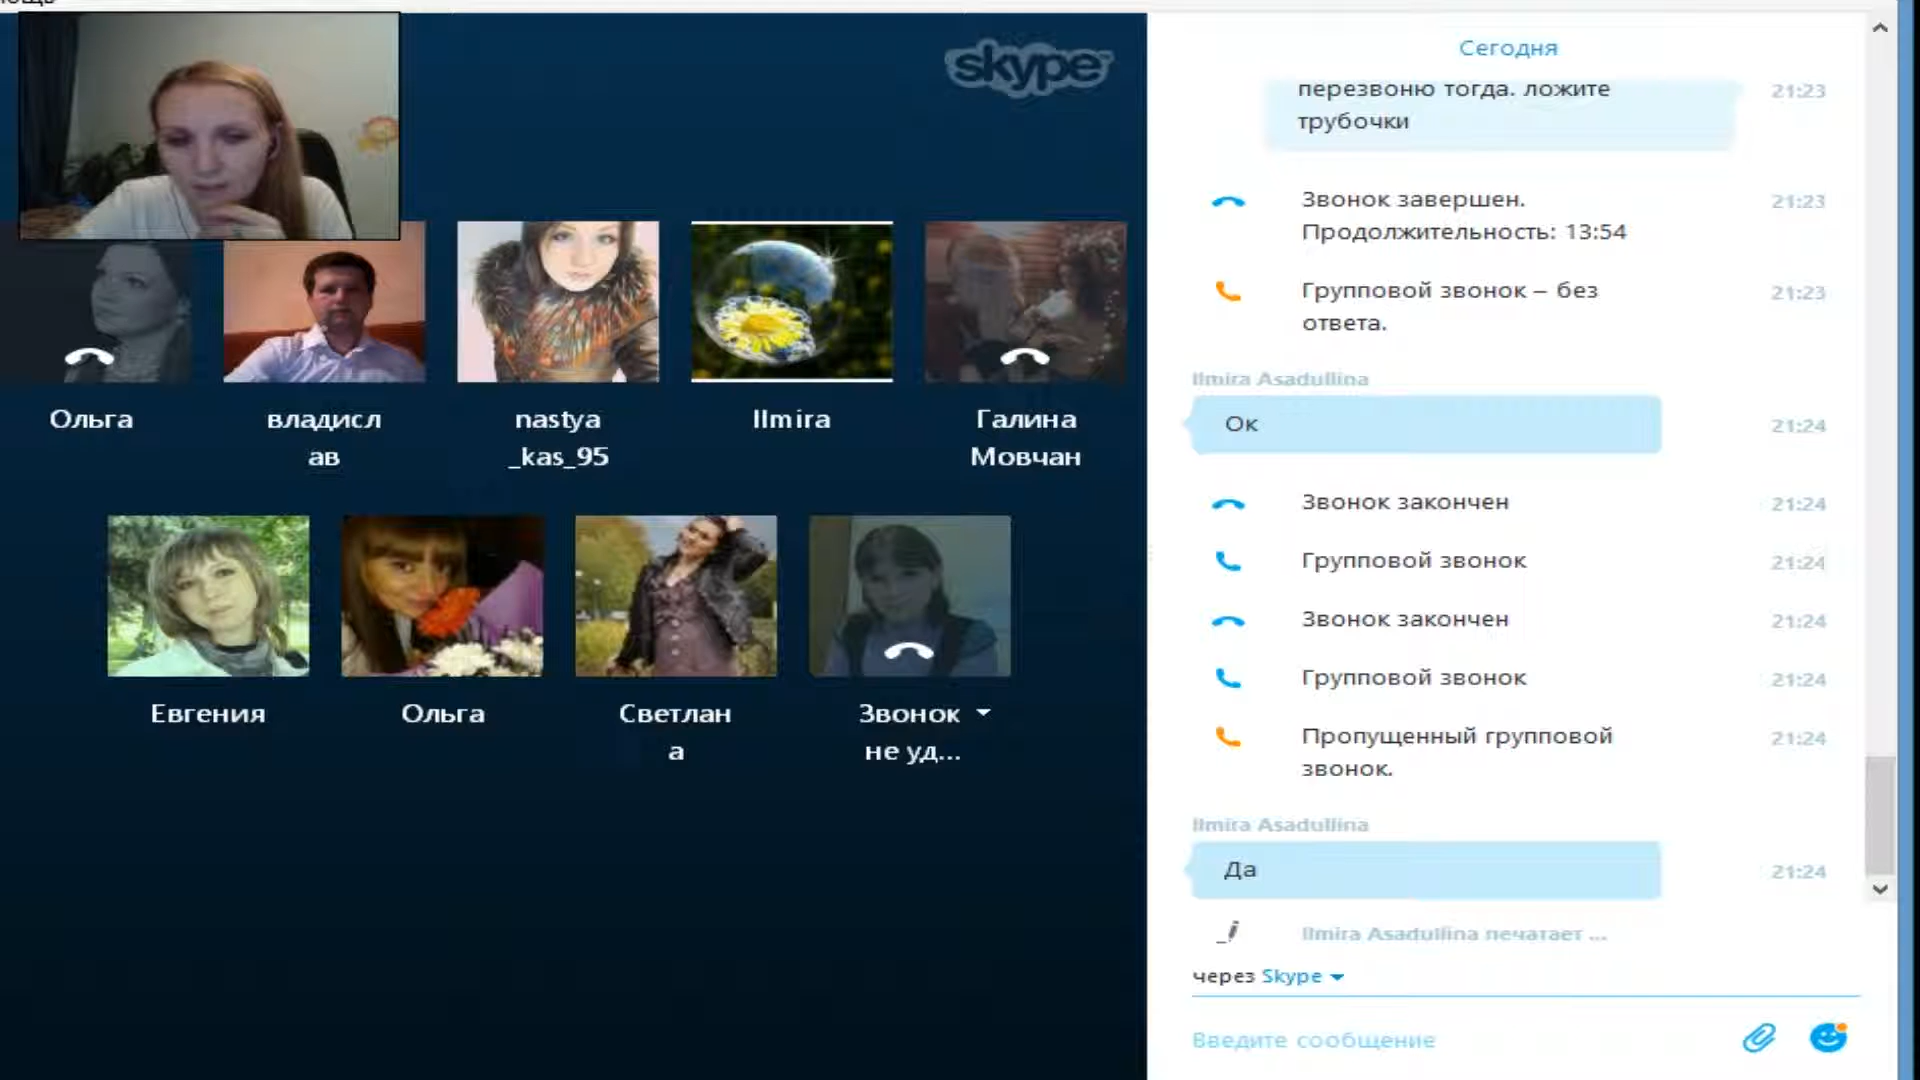 skype
Ольга
владисл
ав
nastya
_kas_95
Ilmira
Галина
Мовчан
Евгения
Ольга
Светлан
а
Звонок
не уд...
Сегодня
перезвоню тогда. ложите
трубочки
21:23
Звонок завершен.
Продолжительность: 13:54
21:23
Групповой звонок – без
ответа.
21:23
Ilmira Asadullina
Ок
21:24
Звонок закончен
21:24
Групповой звонок
21:24
Звонок закончен
21:24
Групповой звонок
21:24
Пропущенный групповой
звонок.
21:24
Ilmira Asadullina
Да
21:24
Ilmira Asadullina печатает ...
через Skype
Введите сообщение